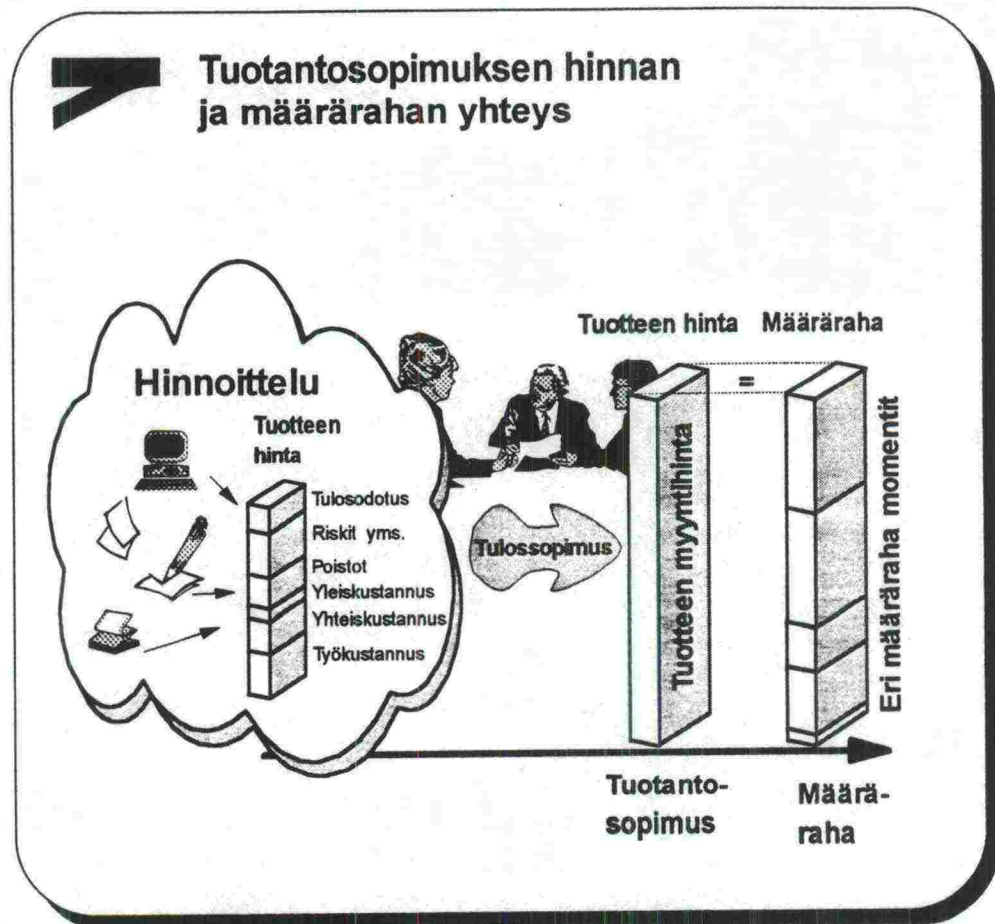 Tuotantosopimuksen hinnan
ja määrärahan yhteys
Hinnoittelu
Tuotteen
hinta
Tulosodotus
Riskit yms.
Poistot
Yleiskustannus
Yhteiskustannus
Työkustannus
Tulossopimus
Tuotteen hinta
Määräraha
=
Tuotteen myyntihinta
Eri määräraha momentit
Tuotanto-
sopimus
Määrä-
raha